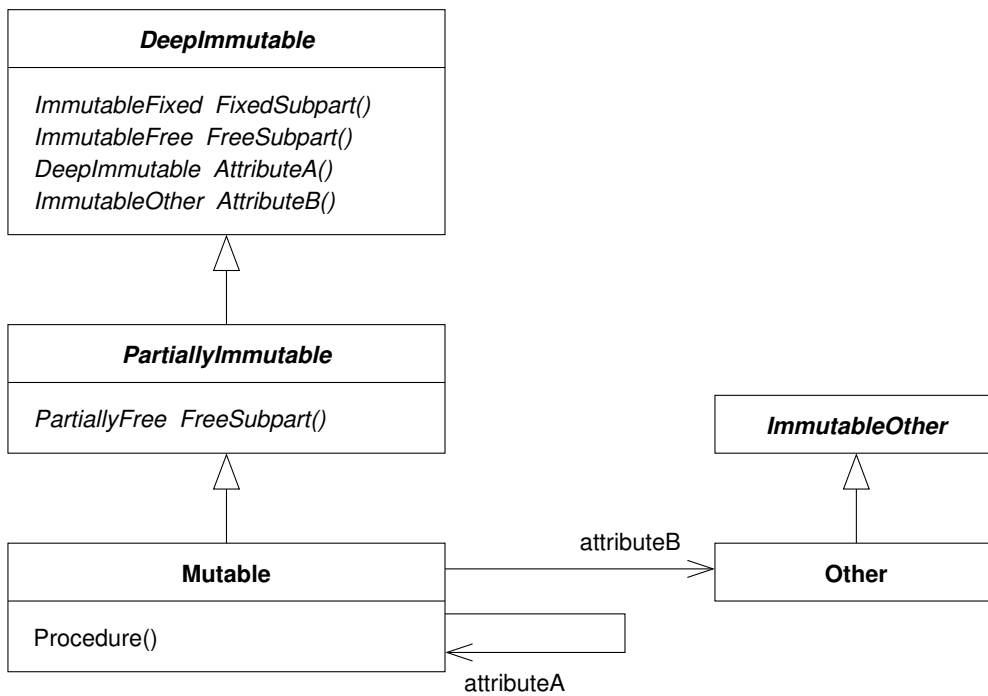 DeepImmutable
ImmutableFixed FixedSubpart()
ImmutableFree FreeSubpart()
DeepImmutable AttributeA()
ImmutableOther AttributeB()
PartiallyImmutable
PartiallyFree FreeSubpart()
ImmutableOther
Mutable
Procedure()
attributeB
Other
attributeA